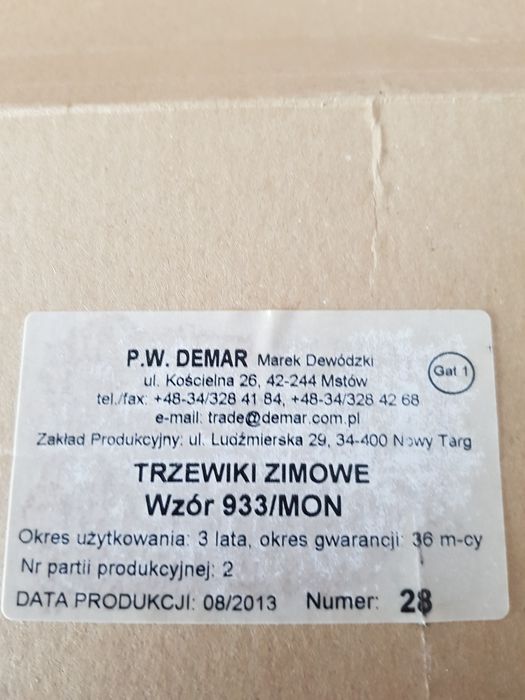 P.W. DEMAR Marek Dewódzki
ul. Kościelna 26, 42-244 Mstów
Gat 1
tel./fax: +48-34/328 41 84, +48-34/328 42 68
e-mail: trade@demar.com.pl
Zakład Produkcyjny: ul. Ludźmierska 29, 34-400 Nowy Targ
TRZEWIKI ZIMOWE
Wzór 933/MON
Okres użytkowania: 3 lata, okres gwarancji: 36 m-cy
Nr partii produkcyjnej: 2
DATA PRODUKCJI: 08/2013 Numer: 28